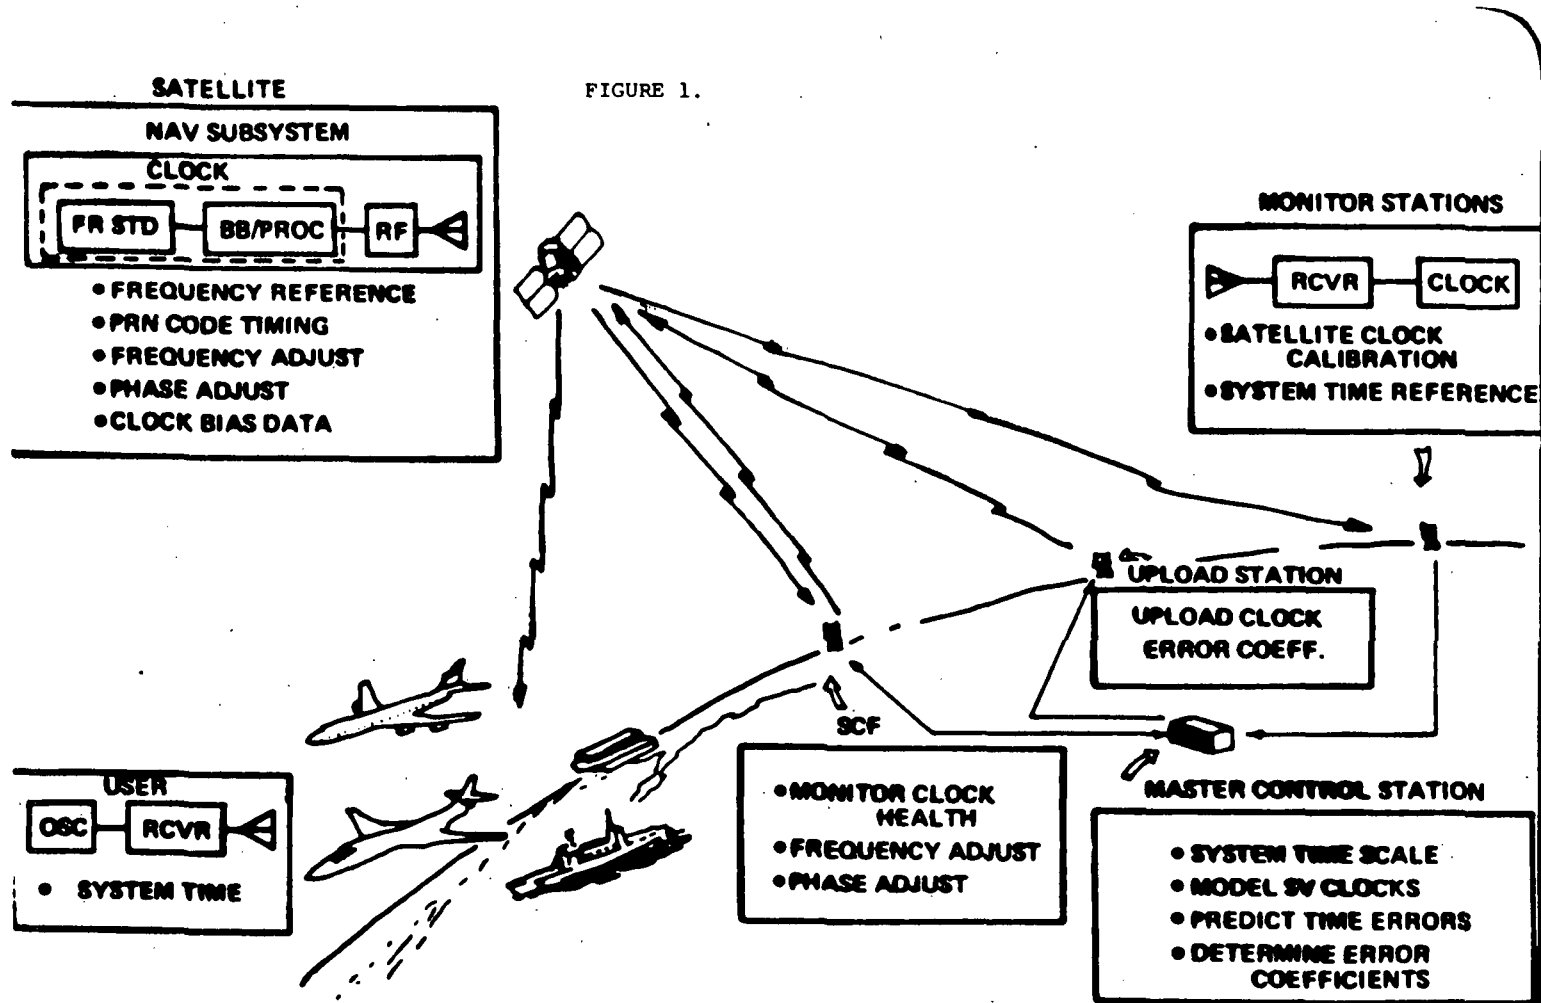 FIGURE 1.
SATELLITE
NAV SUBSYSTEM
CLOCK
FR STD
BB/PROC
RF
• FREQUENCY REFERENCE
• PRN CODE TIMING
• FREQUENCY ADJUST
• PHASE ADJUST
• CLOCK BIAS DATA
MONITOR STATIONS
RCVR
CLOCK
• SATELLITE CLOCK
CALIBRATION
• SYSTEM TIME REFERENCE
UPLOAD STATION
UPLOAD CLOCK
ERROR COEFF.
SCF
• MONITOR CLOCK
HEALTH
• FREQUENCY ADJUST
• PHASE ADJUST
MASTER CONTROL STATION
• SYSTEM TIME SCALE
• MODEL SV CLOCKS
• PREDICT TIME ERRORS
• DETERMINE ERROR
COEFFICIENTS
USER
OSC
RCVR
• SYSTEM TIME